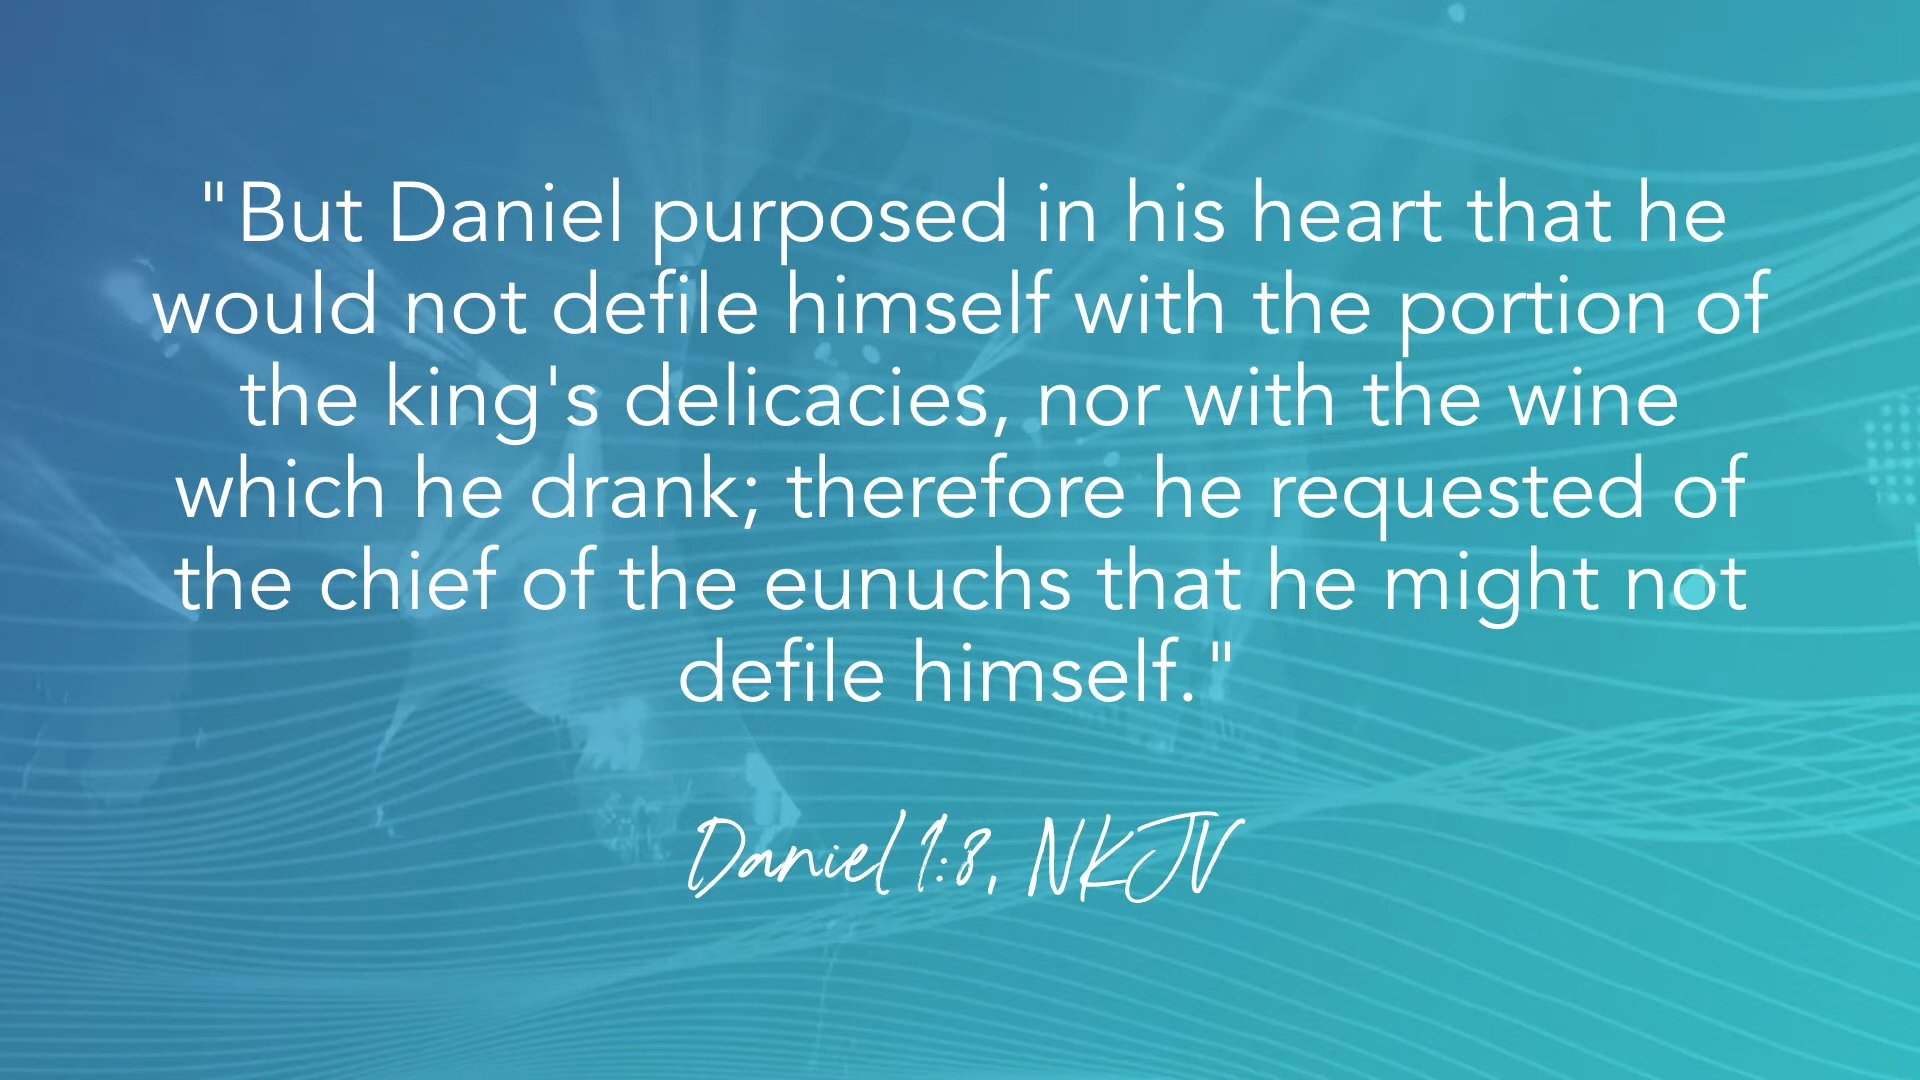 "But Daniel purposed in his heart that he
would not defile himself with the portion of
the king's delicacies, nor with the wine
which he drank; therefore he requested of
the chief of the eunuchs that he might not
defile himself."
Daniel 1:8, NKJV